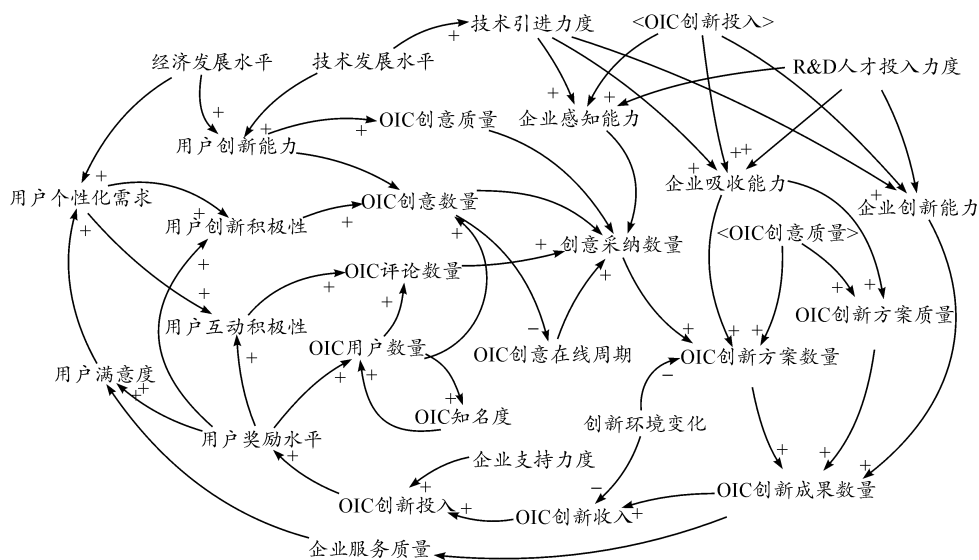 技术引进力度
<OIC创新投入>
经济发展水平
技术发展水平
R&D人才投入力度
OIC创意质量
企业感知能力
用户创新能力
企业吸收能力
用户个性化需求
OIC创意数量
企业创新能力
用户创新积极性
<OIC创意质量>
创意采纳数量
OIC评论数量
OIC创新方案质量
用户互动积极性
OIC用户数量
OIC创意在线周期
OIC创新方案数量
用户满意度
OIC知名度
创新环境变化
用户奖励水平
企业支持力度
OIC创新成果数量
OIC创新投入
OIC创新收入
企业服务质量